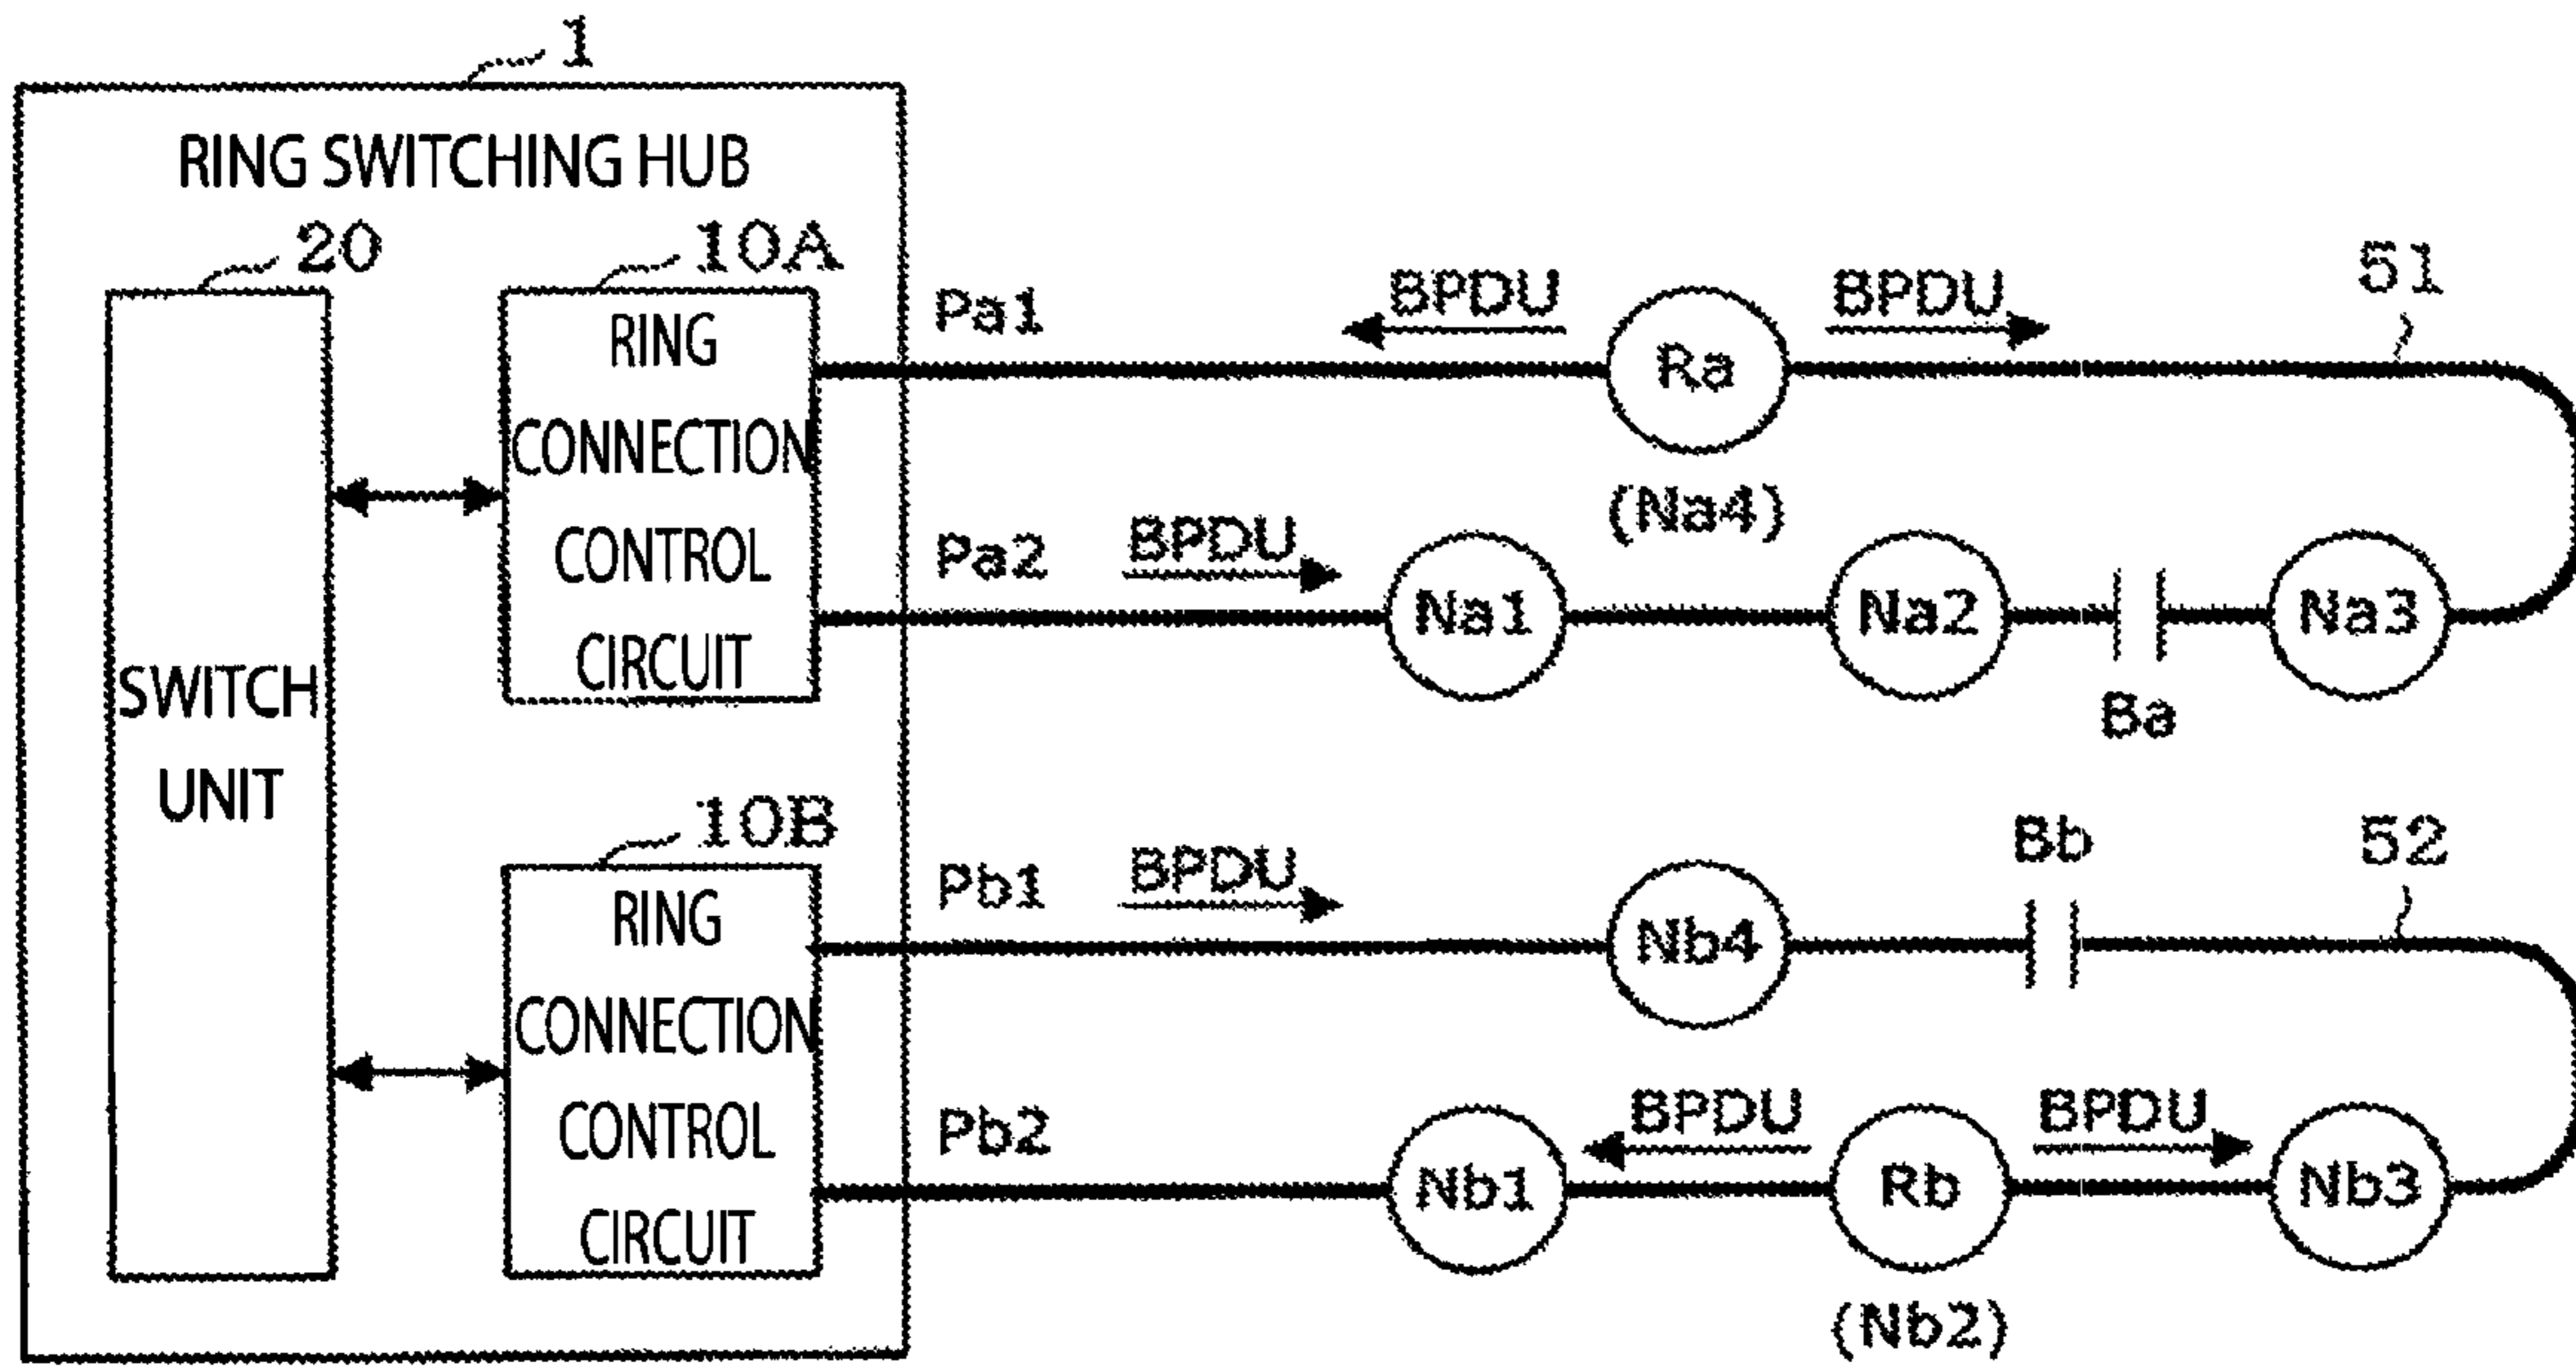 1
RING SWITCHING HUB
20
10A
SWITCH
UNIT
RING
CONNECTION
CONTROL
CIRCUIT
Pa1
BPDU
BPDU
51
Ra
(Na4)
Pa2
BPDU
Na1
Na2
Na3
Ba
10B
RING
CONNECTION
CONTROL
CIRCUIT
Pb1
BPDU
Bb
52
Nb4
Pb2
BPDU
BPDU
Nb1
Rb
Nb3
(Nb2)